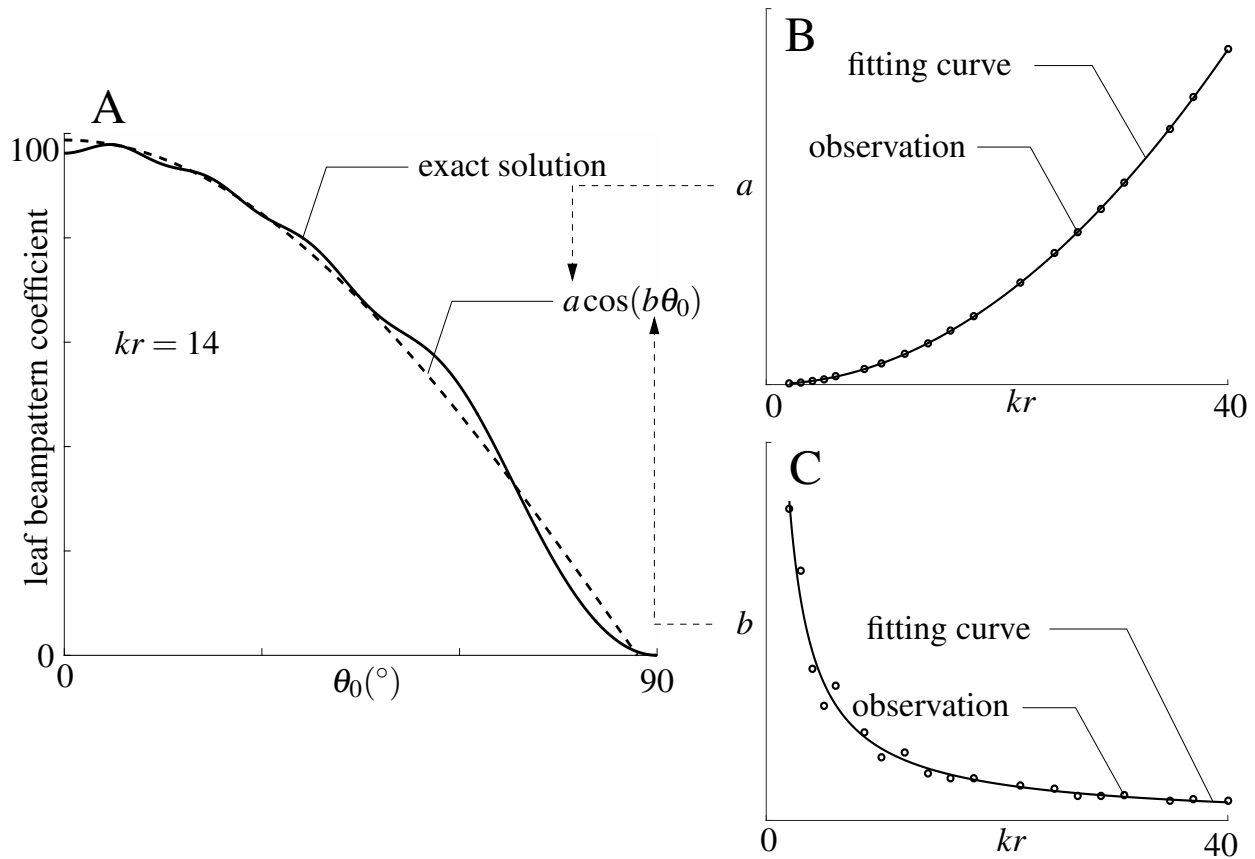 A
100
leaf beampattern coefficient
exact solution
a cos(bθ₀)
kr = 14
0
0
θ₀(°)
90
a
b
B
fitting curve
observation
0
kr
40
C
fitting curve
observation
0
kr
40